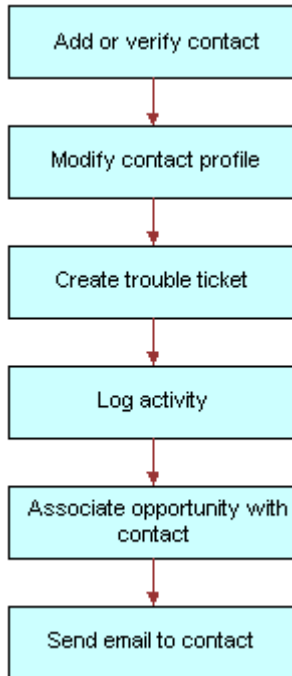 Add or verify contact
Modify contact profile
Create trouble ticket
Log activity
Associate opportunity with
contact
Send email to contact